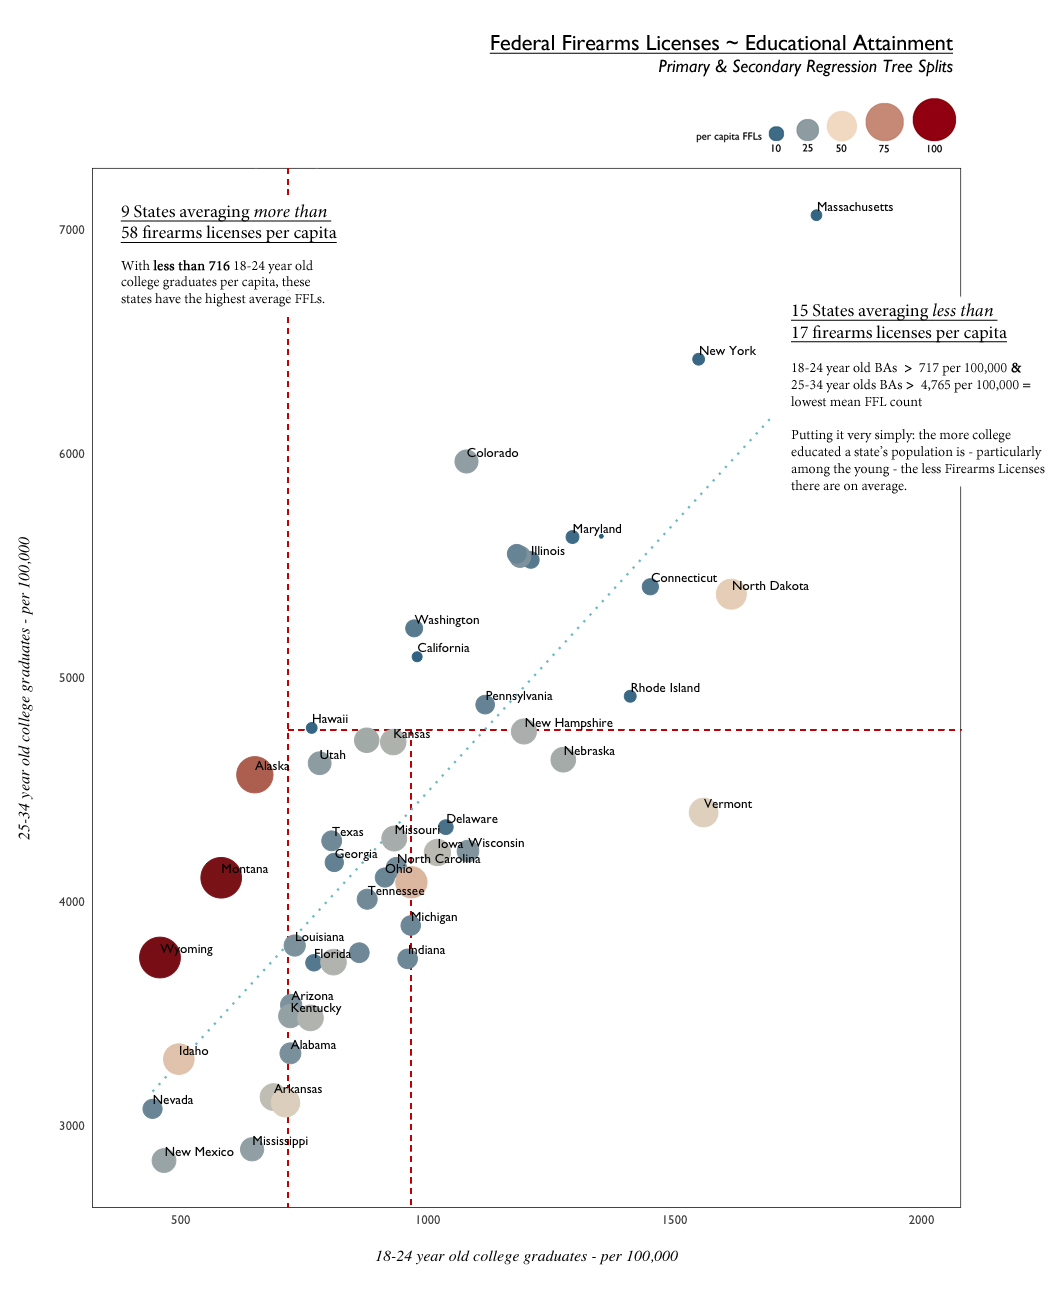 Federal Firearms Licenses ~ Educational Attainment
Primary & Secondary Regression Tree Splits
per capita FFLs
10 25 50 75 100
9 States averaging more than
58 firearms licenses per capita
With less than 716 18-24 year old
college graduates per capita, these
states have the highest average FFLs.
15 States averaging less than
17 firearms licenses per capita
18-24 year old BAs > 717 per 100,000 &
25-34 year olds BAs > 4,765 per 100,000 =
lowest mean FFL count
Putting it very simply: the more college
educated a state's population is - particularly
among the young - the less Firearms Licenses
there are on average.
25-34 year old college graduates - per 100,000
7000
6000
5000
4000
3000
Massachusetts
New York
Colorado
Maryland
Illinois
Connecticut
North Dakota
Washington
California
Rhode Island
Pennsylvania
Hawaii
New Hampshire
Kansas
Utah
Nebraska
Alaska
Vermont
Delaware
Texas
Missouri
Iowa
Wisconsin
Georgia
North Carolina
Ohio
Montana
Tennessee
Michigan
Louisiana
Wyoming
Florida
Indiana
Arizona
Kentucky
Alabama
Idaho
Arkansas
Nevada
Mississippi
New Mexico
500 1000 1500 2000
18-24 year old college graduates - per 100,000